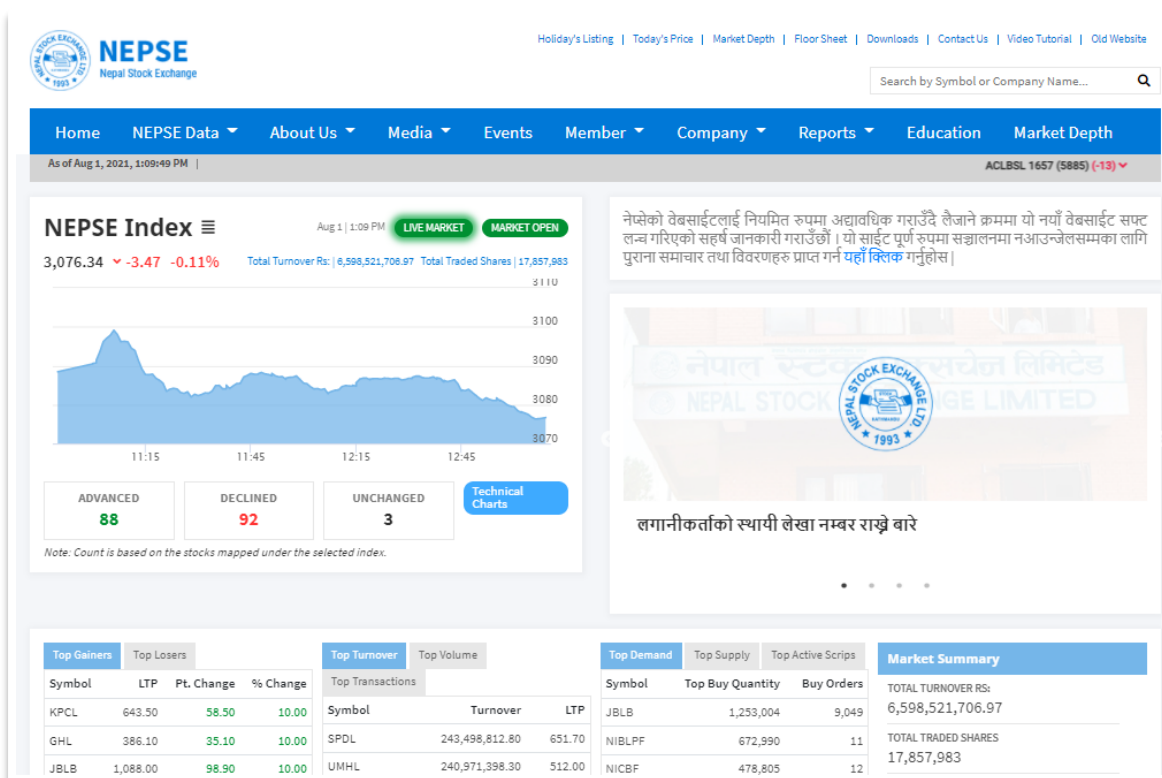 Holiday's Listing | Today's Price | Market Depth | Floor Sheet | Downloads | Contact Us | Video Tutorial | Old Website
NEPSE
Nepal Stock Exchange
Search by Symbol or Company Name...
Home NEPSE Data About Us Media Events Member Company Reports Education Market Depth
As of Aug 1, 2021, 1:09:49 PM |
ACLBSL 1657 (5885) (-13)
NEPSE Index
Aug 1 | 1:09 PM LIVE MARKET MARKET OPEN
3,076.34 -3.47 -0.11% Total Turnover Rs: | 6,598,521,706.97 Total Traded Shares | 17,857,983
3110
3100
3090
3080
3070
11:15 11:45 12:15 12:45
ADVANCED
88
DECLINED
92
UNCHANGED
3
Technical
Charts
Note: Count is based on the stocks mapped under the selected index.
नेप्सेको वेबसाईटलाई नियमित रुपमा अद्यावधिक गराउँदै लैजाने क्रममा यो नयाँ वेबसाईट सफ्ट
लन्च गरिएको सहर्ष जानकारी गराउँछौं । यो साईट पूर्ण रुपमा सञ्चालनमा नआउन्जेलसम्मका लागि
पुराना समाचार तथा विवरणहरु प्राप्त गर्न यहाँ क्लिक गर्नुहोस |
NEPAL STOCK EXCHANGE LTD.
1993
नेपाल स्टक
लिमिटेड
NEPAL STOCK LIMITED
लगानीकर्ताको स्थायी लेखा नम्बर राख्ने बारे
Top Gainers Top Losers
Symbol LTP Pt. Change % Change
KPCL 643.50 58.50 10.00
GHL 386.10 35.10 10.00
JBLB 1,088.00 98.90 10.00
Top Turnover Top Volume
Top Transactions
Symbol Turnover LTP
SPDL 243,498,812.80 651.70
UMHL 240,971,398.30 512.00
Top Demand Top Supply Top Active Scrips
Symbol Top Buy Quantity Buy Orders
JBLB 1,253,004 9,049
NIBLPF 672,990 11
NICBF 478,805 12
Market Summary
TOTAL TURNOVER RS:
6,598,521,706.97
TOTAL TRADED SHARES
17,857,983